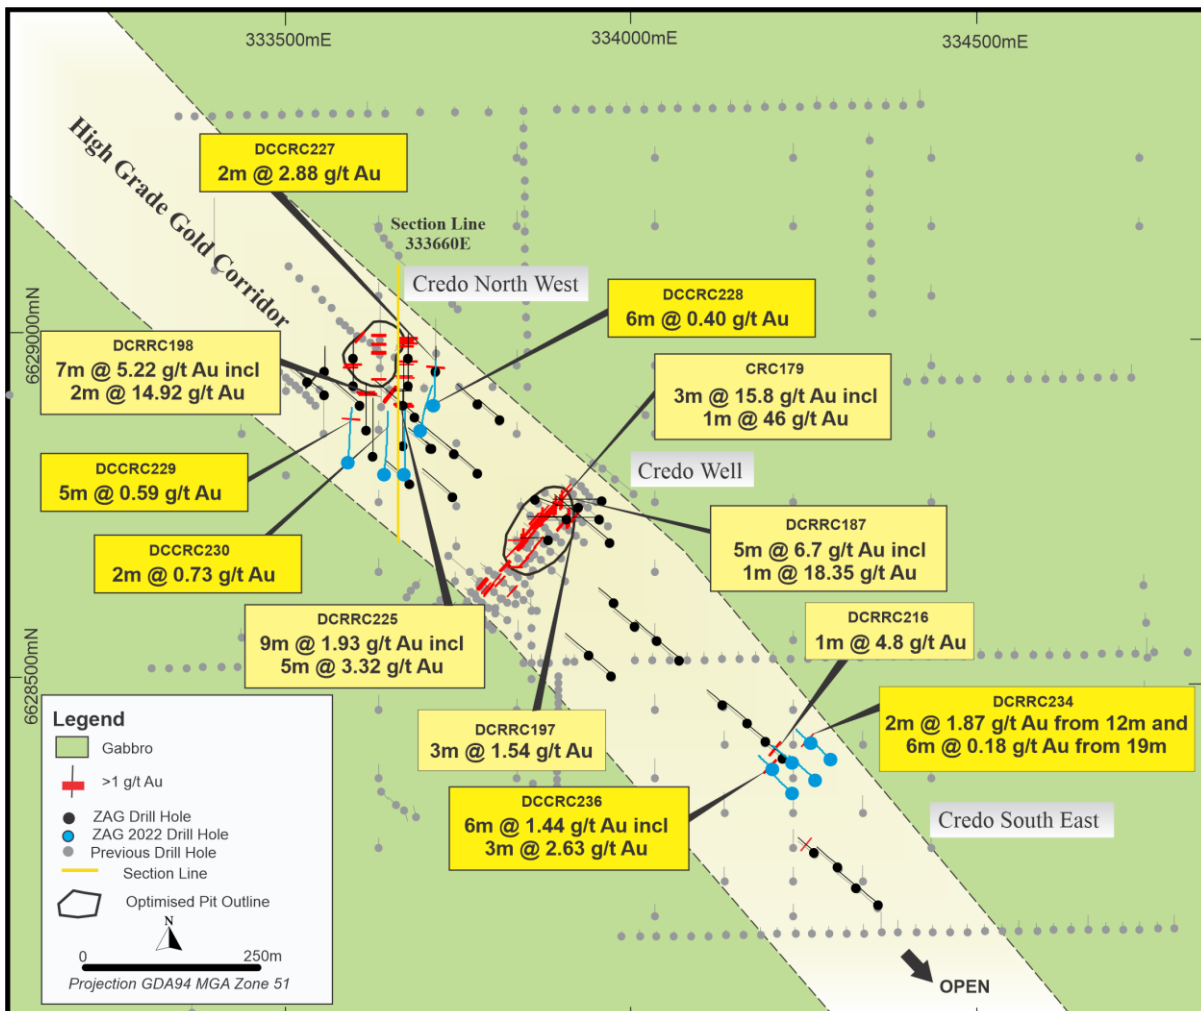 333500mE
334000mE
334500mE
High Grade Gold Corridor
DCCRC227
2m @ 2.88 g/t Au
Section Line
333660E
Credo North West
6629000mN
DCCRC228
6m @ 0.40 g/t Au
DCRRC198
7m @ 5.22 g/t Au incl
2m @ 14.92 g/t Au
CRC179
3m @ 15.8 g/t Au incl
1m @ 46 g/t Au
DCCRC229
5m @ 0.59 g/t Au
Credo Well
DCCRC230
2m @ 0.73 g/t Au
DCRRC187
5m @ 6.7 g/t Au incl
1m @ 18.35 g/t Au
DCRRC225
9m @ 1.93 g/t Au incl
5m @ 3.32 g/t Au
DCRRC216
1m @ 4.8 g/t Au
6628500mN
DCRRC197
3m @ 1.54 g/t Au
DCRRC234
2m @ 1.87 g/t Au from 12m and
6m @ 0.18 g/t Au from 19m
DCCRC236
6m @ 1.44 g/t Au incl
3m @ 2.63 g/t Au
Credo South East
OPEN
Legend
Gabbro
>1 g/t Au
ZAG Drill Hole
ZAG 2022 Drill Hole
Previous Drill Hole
Section Line
Optimised Pit Outline
N
0 250m
Projection GDA94 MGA Zone 51